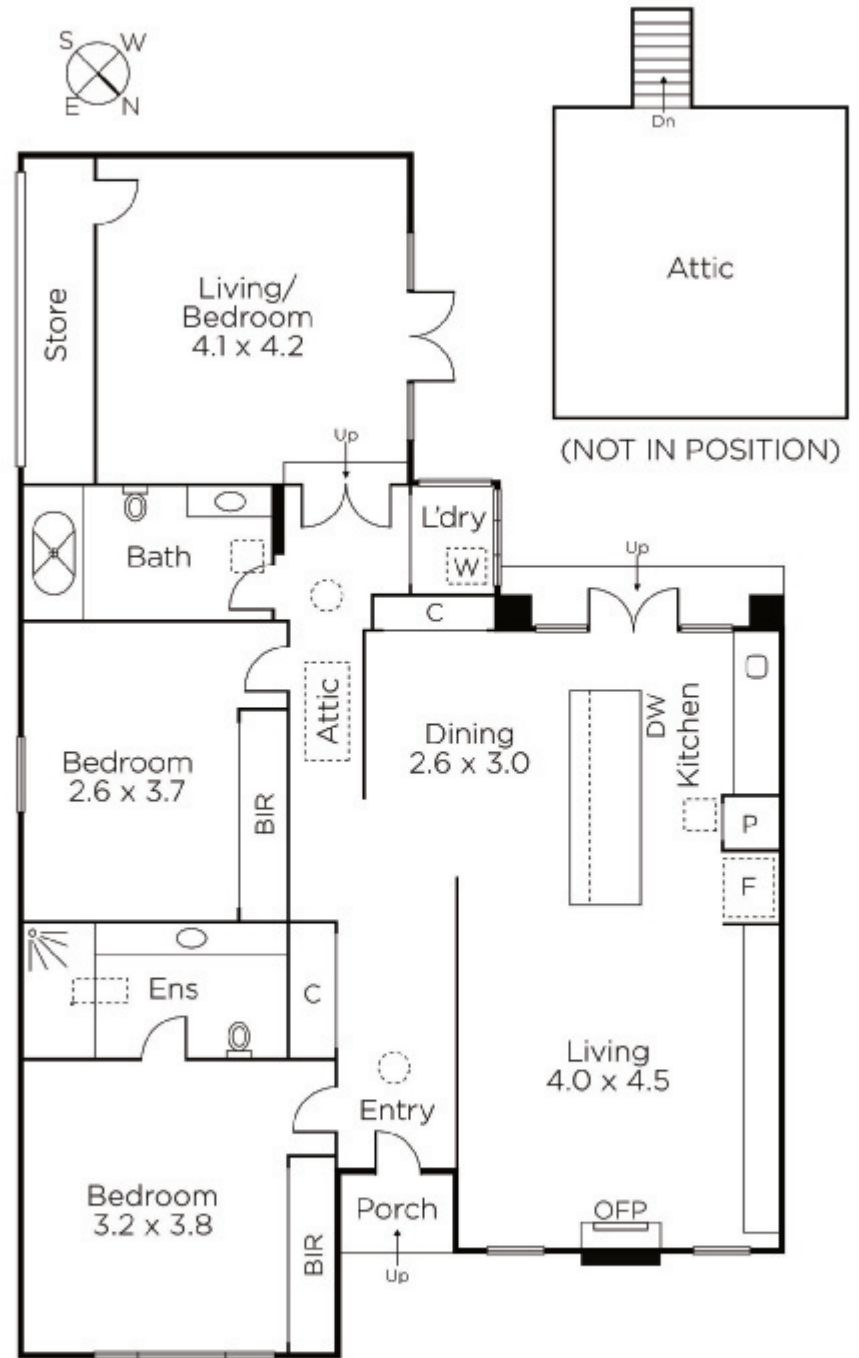 S W
E N
Dn
Attic
(NOT IN POSITION)
Store
Living/
Bedroom
4.1 x 4.2
Up
Bath
L'dry
W
C
Up
Bedroom
2.6 x 3.7
BIR
Attic
Dining
2.6 x 3.0
DW
Kitchen
P
F
Ens
C
Living
4.0 x 4.5
Entry
Bedroom
3.2 x 3.8
BIR
Porch
Up
OFP